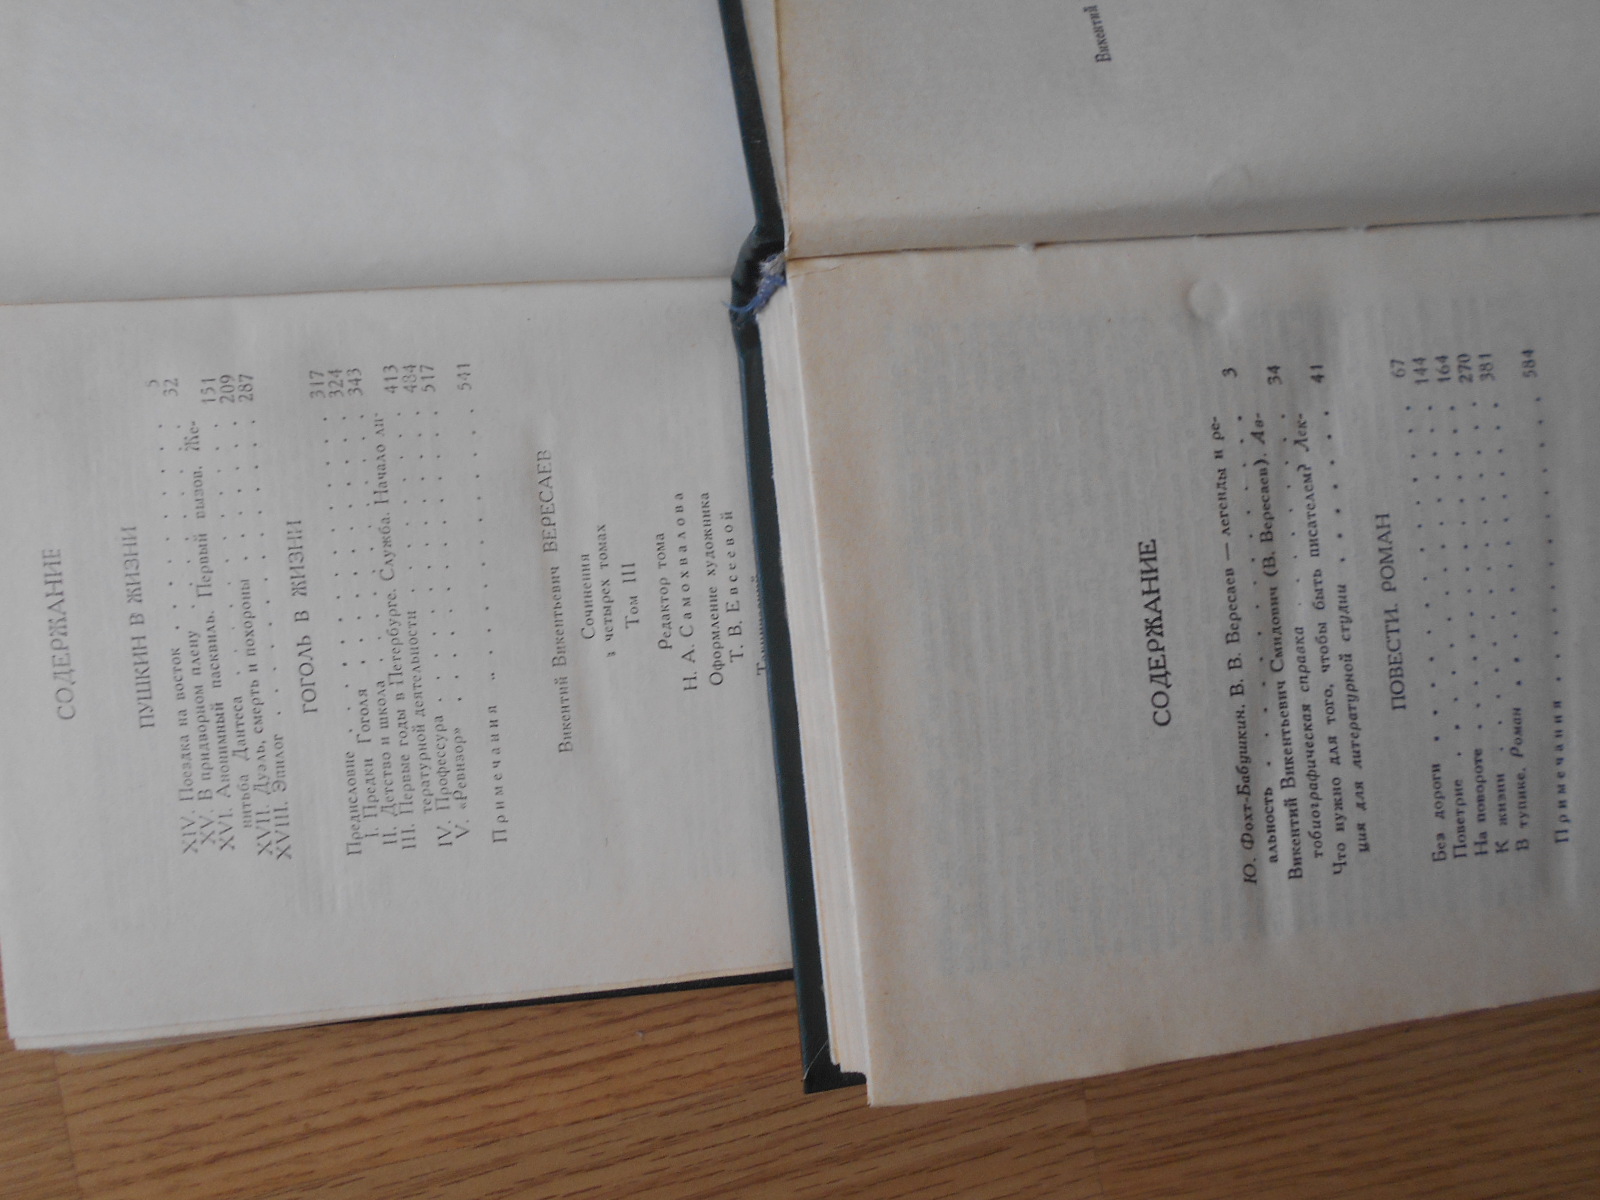 СОДЕРЖАНИЕ
ПУШКИН В ЖИЗНИ
XIV. Поездка на восток . . . . . . . . . . 5
XV. В придворном плену . . . . . . . . . 32
XVI. Анонимный пасквиль. Первый вызов. Же-
нитьба Дантеса . . . . . . . . . . 151
XVII. Дуэль, смерть и похороны . . . . . . . 209
XVIII. Эпилог . . . . . . . . . . . . 287
ГОГОЛЬ В ЖИЗНИ
Предисловие . . . . . . . . . . . . 317
I. Предки Гоголя . . . . . . . . . . 324
II. Детство и школа . . . . . . . . . . 343
III. Первые годы в Петербурге. Служба. Начало ли-
тературной деятельности . . . . . . . 413
IV. Профессура . . . . . . . . . . . 484
V. «Ревизор» . . . . . . . . . . . 517
Примечания . . . . . . . . . . . . 541
Викентий Викентьевич ВЕРЕСАЕВ
Сочинения
в четырех томах
Том III
Редактор тома
Н. А. Самохвалова
Оформление художника
Т. В. Евсеевой
Викентий
СОДЕРЖАНИЕ
Ю. Фохт-Бабушкин. В. В. Вересаев — легенды и ре-
альность . . . . . . . . . . . . 3
Викентий Викентьевич Смидович (В. Вересаев). Ав-
тобиографическая справка . . . . . . . 34
Что нужно для того, чтобы быть писателем? Лек-
ция для литературной студии . . . . . . 41
ПОВЕСТИ. РОМАН
Без дороги . . . . . . . . . . . . 67
Поветрие . . . . . . . . . . . . 144
На повороте . . . . . . . . . . . 164
К жизни . . . . . . . . . . . . 270
В тупике. Роман . . . . . . . . . . 381
Примечания . . . . . . . . . . . . 584